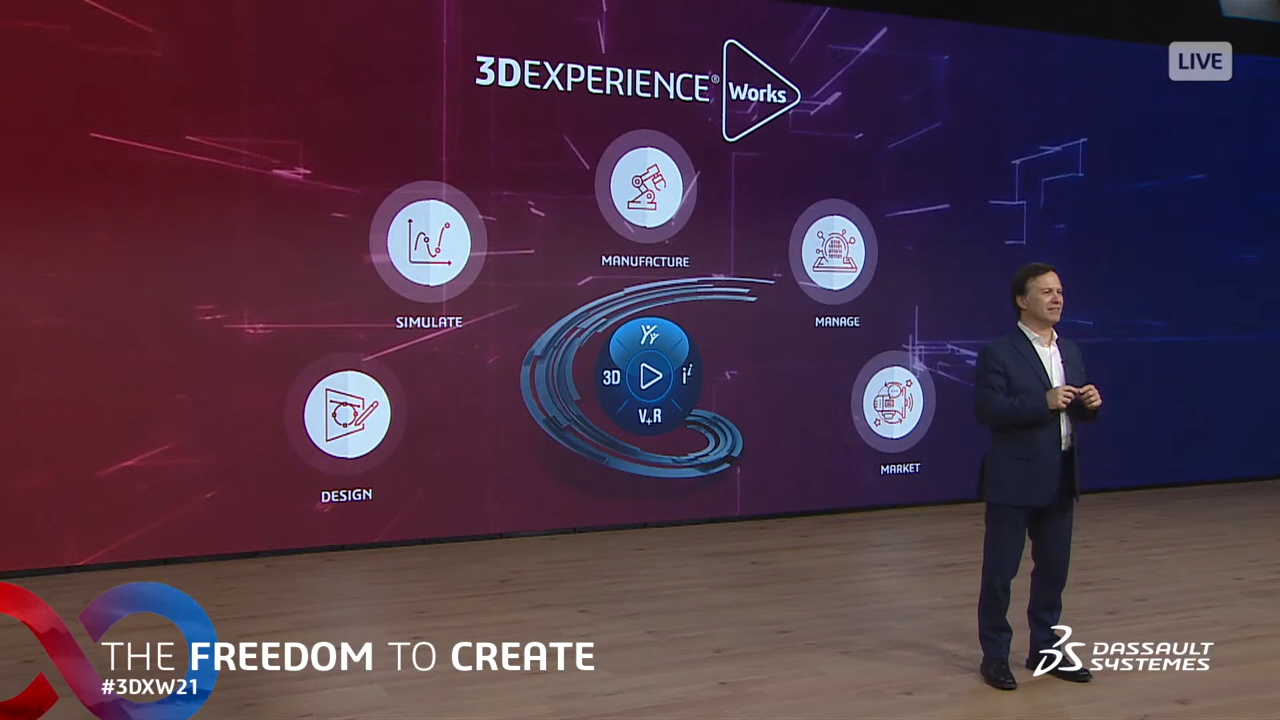 LIVE
3DEXPERIENCE® Works
MANUFACTURE
SIMULATE
MANAGE
3D
i
V+R
MARKET
DESIGN
THE FREEDOM TO CREATE
#3DXW21
DASSAULT
SYSTEMES